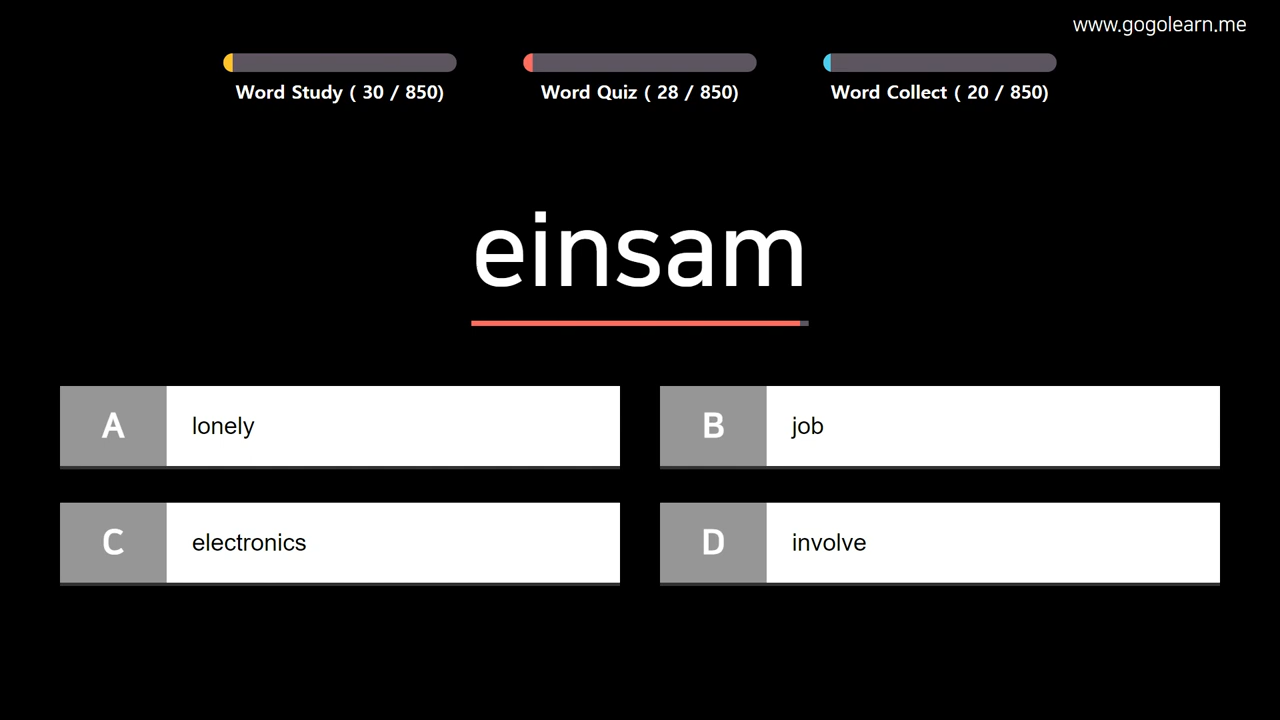 www.gogolearn.me
Word Study ( 30 / 850)
Word Quiz ( 28 / 850)
Word Collect ( 20 / 850)
einsam
A lonely
B job
C electronics
D involve